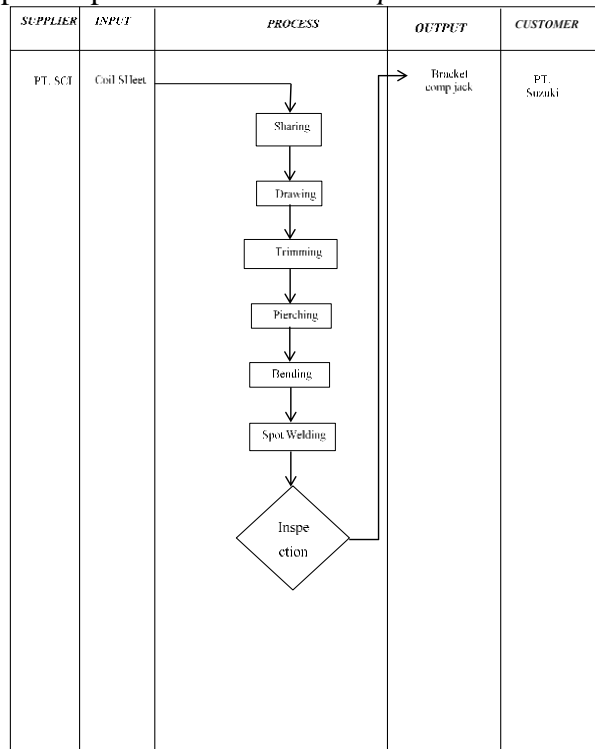 SUPPLIER INPUT PROCESS OUTPUT CUSTOMER
PT. SCI Coil SHeet Bracket comp jack PT. Suzuki
Sharing
Drawing
Trimming
Pierching
Bending
Spot Welding
Inspe
ction